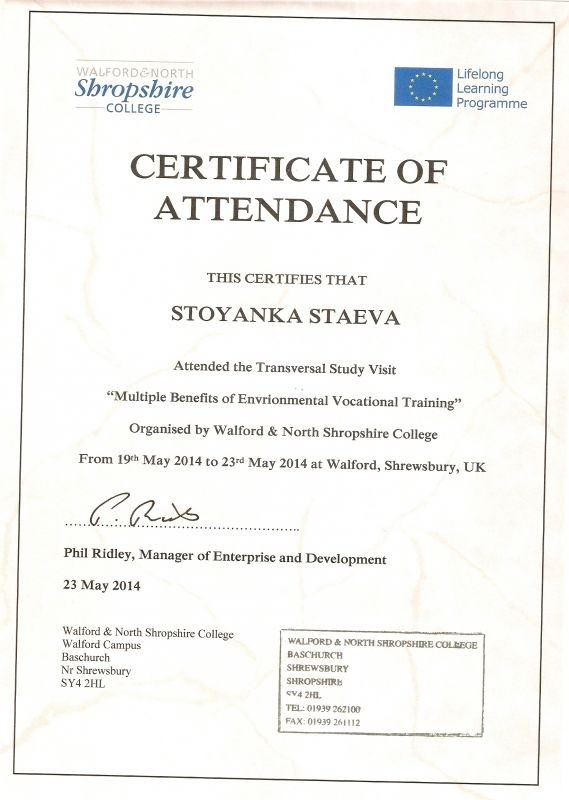 WALFORD&NORTH
Shropshire
COLLEGE
Lifelong
Learning
Programme
CERTIFICATE OF
ATTENDANCE
THIS CERTIFIES THAT
STOYANKA STAEVA
Attended the Transversal Study Visit
“Multiple Benefits of Envrionmental Vocational Training”
Organised by Walford & North Shropshire College
From 19th May 2014 to 23rd May 2014 at Walford, Shrewsbury, UK
Phil Ridley, Manager of Enterprise and Development
23 May 2014
Walford & North Shropshire College
Walford Campus
Baschurch
Nr Shrewsbury
SY4 2HL
WALFORD & NORTH SHROPSHIRE COLLEGE
BASCHURCH
SHREWSBURY
SHROPSHIRE
SY4 2HL
TEL: 01939 262100
FAX: 01939 261112